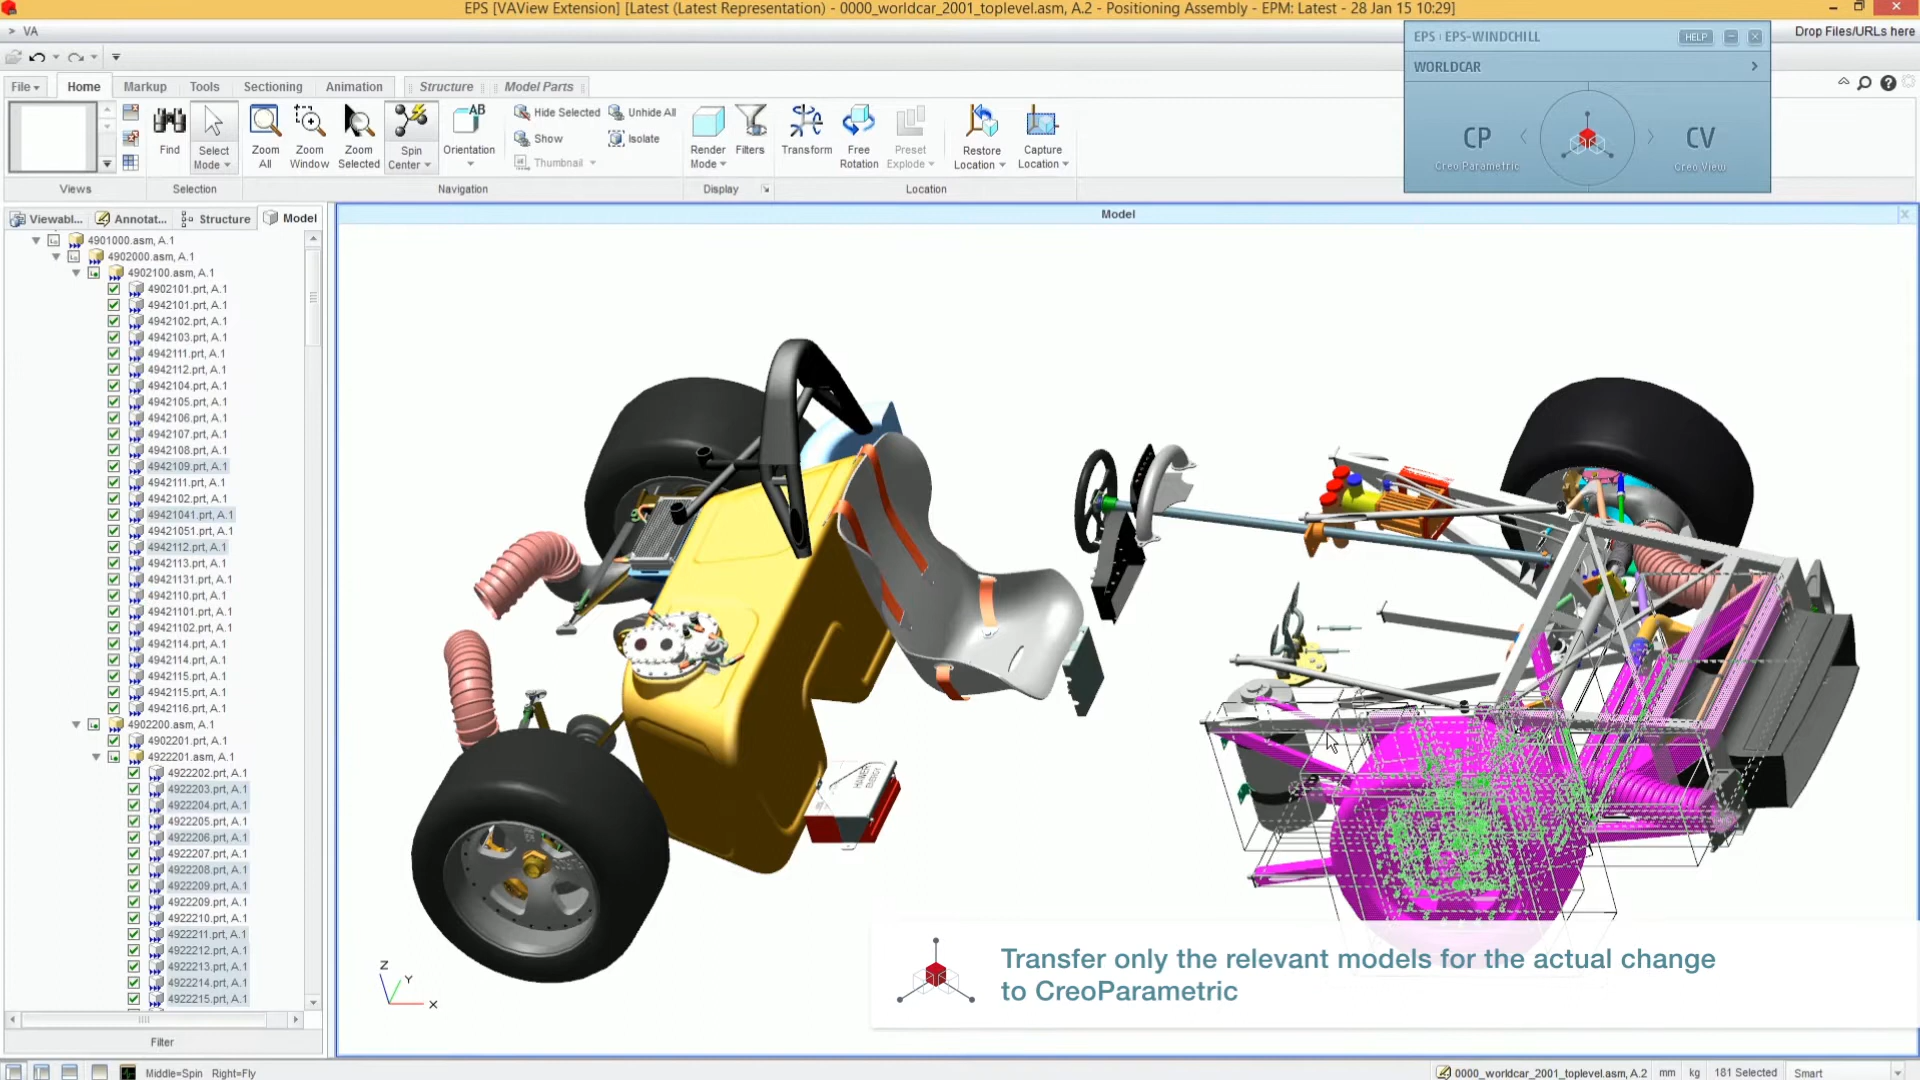 EPS [VAView Extension] [Latest (Latest Representation) - 0000_worldcar_2001_toplevel.asm, A.2 - Positioning Assembly - EPM: Latest - 28 Jan 15 10:29]
> VA
Drop Files/URLs here
EPS : EPS-WINDCHILL
HELP
WORLDCAR
CP
Creo Parametric
CV
Creo View
File
Home
Markup
Tools
Sectioning
Animation
Structure
Model Parts
Find
Select Mode
Zoom All
Zoom Window
Zoom Selected
Spin Center
Orientation
Hide Selected
Unhide All
Show
Isolate
Thumbnail
Render Mode
Filters
Transform
Free Rotation
Preset Explode
Restore Location
Capture Location
Views
Selection
Navigation
Display
Location
Viewabl...
Annotat...
Structure
Model
Model
4901000.asm, A.1
4902000.asm, A.1
4902100.asm, A.1
4902101.prt, A.1
4942101.prt, A.1
4942102.prt, A.1
4942103.prt, A.1
4942111.prt, A.1
4942112.prt, A.1
4942104.prt, A.1
4942105.prt, A.1
4942106.prt, A.1
4942107.prt, A.1
4942108.prt, A.1
4942109.prt, A.1
4942111.prt, A.1
4942102.prt, A.1
49421041.prt, A.1
49421051.prt, A.1
4942112.prt, A.1
4942113.prt, A.1
49421131.prt, A.1
4942110.prt, A.1
49421101.prt, A.1
49421102.prt, A.1
4942114.prt, A.1
4942114.prt, A.1
4942115.prt, A.1
4942115.prt, A.1
4942116.prt, A.1
4902200.asm, A.1
4902201.prt, A.1
4922201.asm, A.1
4922202.prt, A.1
4922203.prt, A.1
4922204.prt, A.1
4922205.prt, A.1
4922206.prt, A.1
4922207.prt, A.1
4922208.prt, A.1
4922209.prt, A.1
4922209.prt, A.1
4922210.prt, A.1
4922211.prt, A.1
4922212.prt, A.1
4922213.prt, A.1
4922214.prt, A.1
4922215.prt, A.1
Filter
Z
Y
X
Transfer only the relevant models for the actual change
to CreoParametric
Middle=Spin Right=Fly
0000_worldcar_2001_toplevel.asm, A.2
mm
kg
181 Selected
Smart